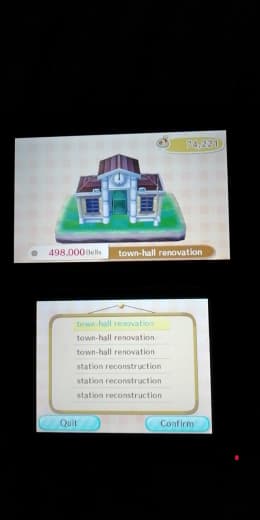 74,221
498,000 Bells
town-hall renovation
town-hall renovation
town-hall renovation
town-hall renovation
station reconstruction
station reconstruction
station reconstruction
Quit
Confirm